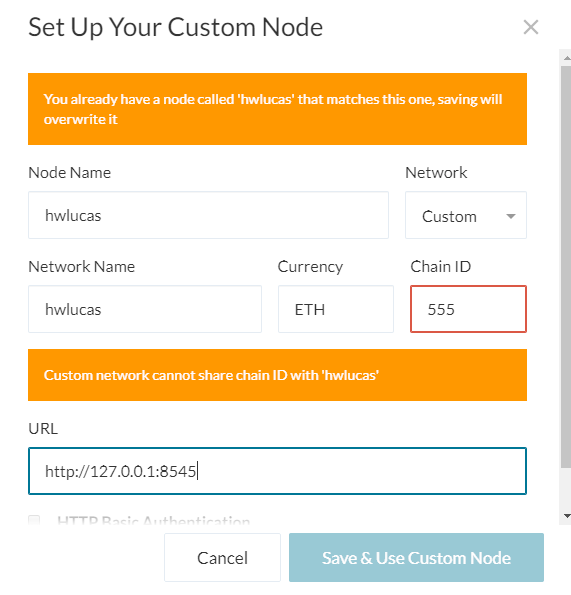 Set Up Your Custom Node
You already have a node called 'hwlucas' that matches this one, saving will
overwrite it
Node Name
Network
hwlucas
Custom
Network Name
Currency
Chain ID
hwlucas
ETH
555
Custom network cannot share chain ID with 'hwlucas'
URL
http://127.0.0.1:8545
HTTP Basic Authentication
Cancel
Save & Use Custom Node